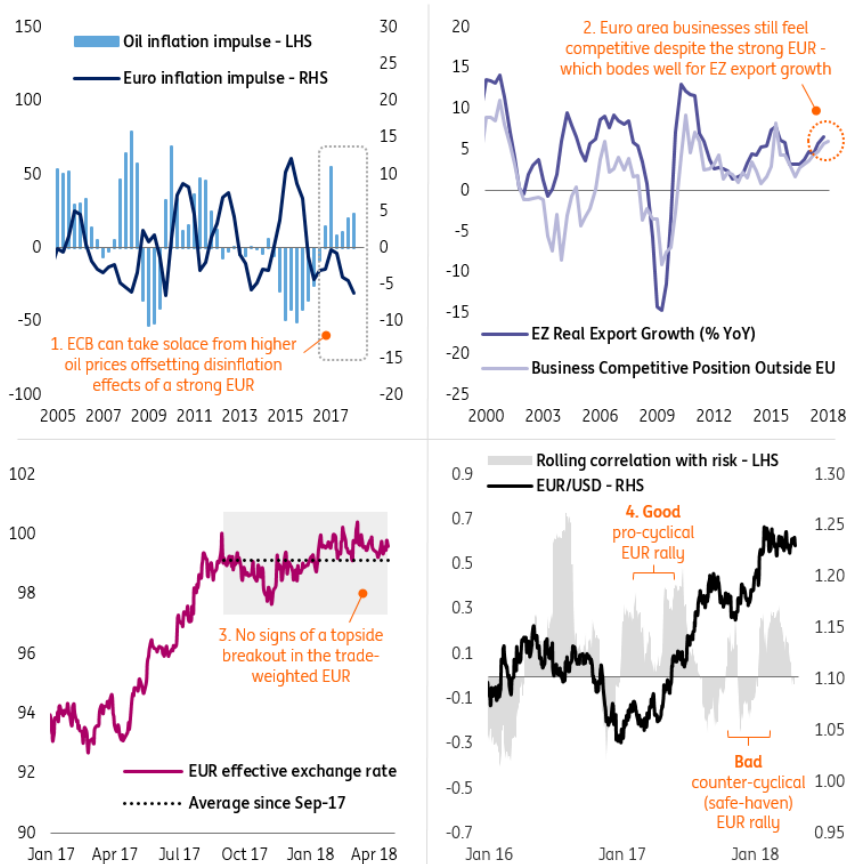 150
100
50
0
-50
-100
30
25
20
15
10
5
0
-5
-10
-15
-20
Oil inflation impulse - LHS
Euro inflation impulse - RHS
1. ECB can take solace from higher
oil prices offsetting disinflation
effects of a strong EUR
2005 2007 2009 2011 2013 2015 2017
20
15
10
5
0
-5
-10
-15
-20
-25
2. Euro area businesses still feel
competitive despite the strong EUR -
which bodes well for EZ export growth
EZ Real Export Growth (% YoY)
Business Competitive Position Outside EU
2000 2003 2006 2009 2012 2015 2018
102
100
98
96
94
92
90
3. No signs of a topside
breakout in the trade-
weighted EUR
EUR effective exchange rate
Average since Sep-17
Jan 17 Apr 17 Jul 17 Oct 17 Jan 18 Apr 18
0.9
0.7
0.5
0.3
0.1
-0.1
-0.3
-0.5
-0.7
1.30
1.25
1.20
1.15
1.10
1.05
1.00
0.95
Rolling correlation with risk - LHS
EUR/USD - RHS
4. Good
pro-cyclical
EUR rally
Bad
counter-cyclical
(safe-haven)
EUR rally
Jan 16 Jan 17 Jan 18